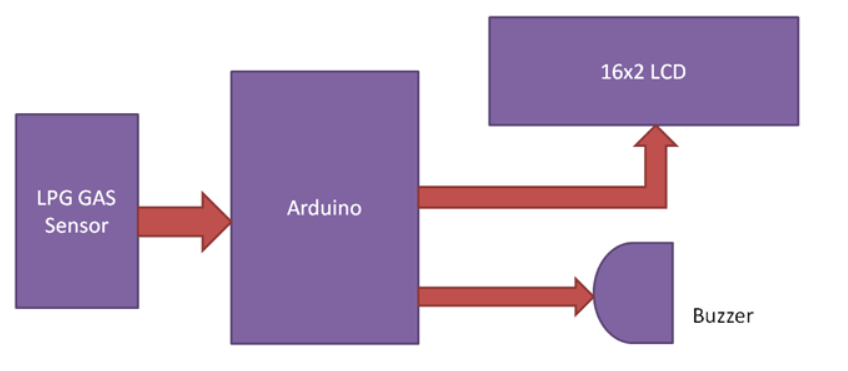 16x2 LCD
LPG GAS
Sensor
Arduino
Buzzer